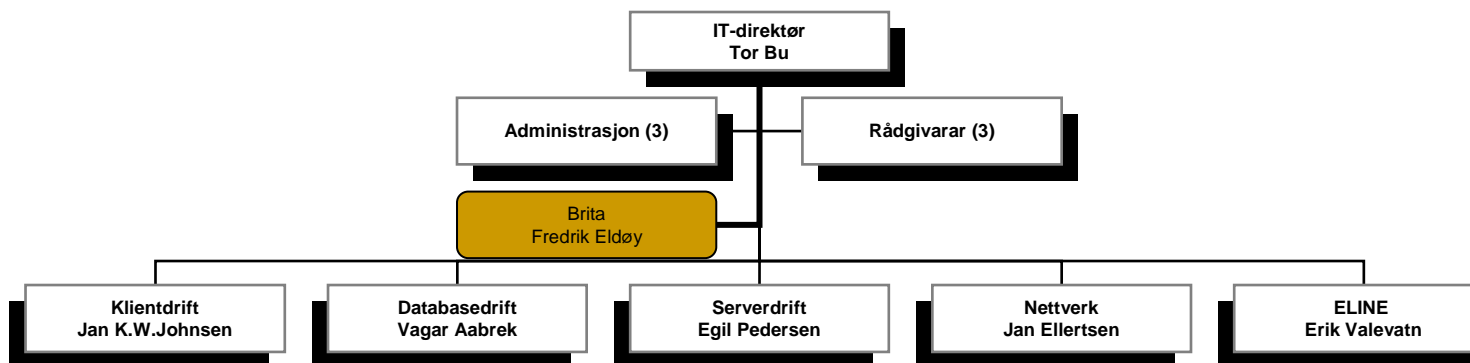 IT-direktør
Tor Bu
Administrasjon (3)
Rådgivarar (3)
Brita
Fredrik Eldøy
Klientdrift
Jan K.W.Johnsen
Databasedrift
Vagar Aabrek
Serverdrift
Egil Pedersen
Nettverk
Jan Ellertsen
ELINE
Erik Valevatn